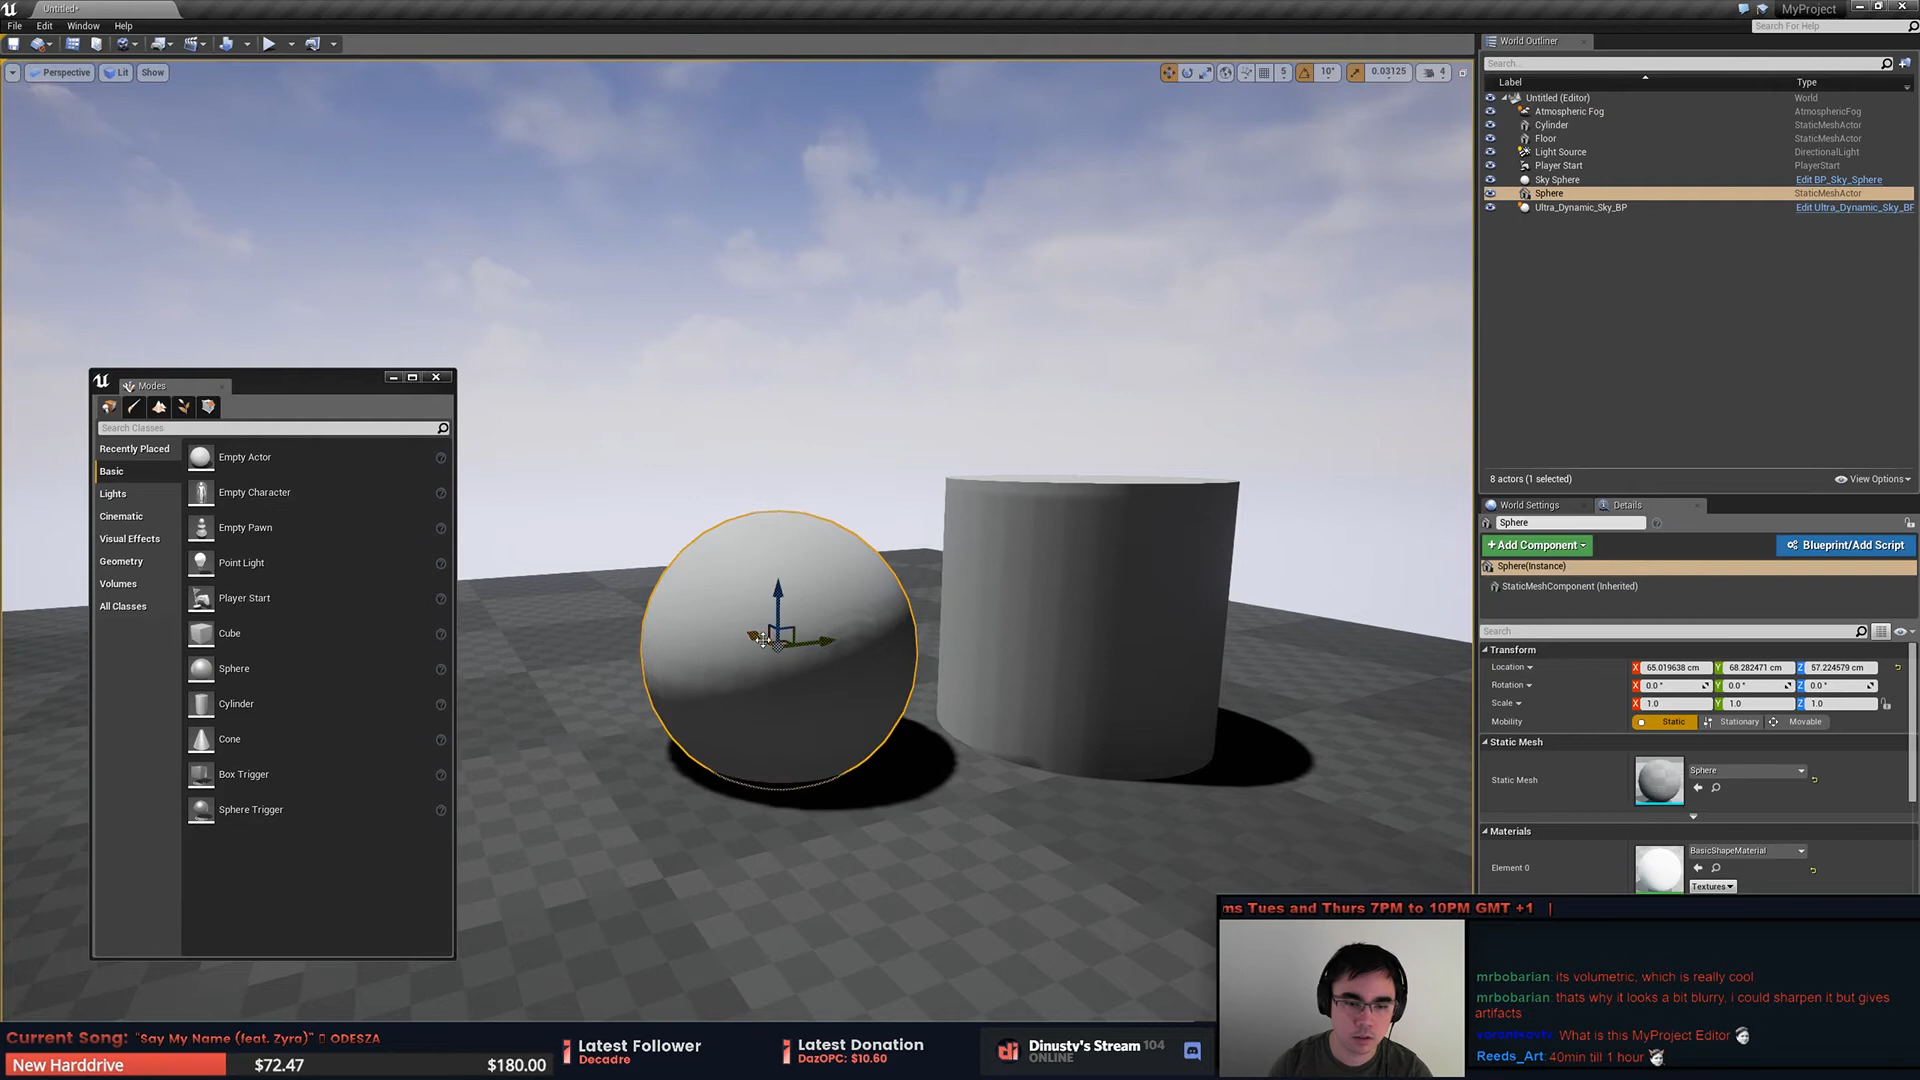 Untitled*
MyProject
File Edit Window Help
Search For Help
Perspective Lit Show
5 10° 0.03125 4
World Outliner
Search...
Label Type
Untitled (Editor) World
Atmospheric Fog AtmosphericFog
Cylinder StaticMeshActor
Floor StaticMeshActor
Light Source DirectionalLight
Player Start PlayerStart
Sky Sphere Edit BP_Sky_Sphere
Sphere StaticMeshActor
Ultra_Dynamic_Sky_BP Edit Ultra_Dynamic_Sky_BP
8 actors (1 selected) View Options
Modes
Search Classes
Recently Placed
Basic
Lights
Cinematic
Visual Effects
Geometry
Volumes
All Classes
Empty Actor
Empty Character
Empty Pawn
Point Light
Player Start
Cube
Sphere
Cylinder
Cone
Box Trigger
Sphere Trigger
World Settings Details
Sphere
+Add Component Blueprint/Add Script
Sphere(Instance)
StaticMeshComponent (Inherited)
Search
Transform
Location X 65.019638 cm Y 68.282471 cm Z 57.224579 cm
Rotation X 0.0 ° Y 0.0 ° Z 0.0 °
Scale X 1.0 Y 1.0 Z 1.0
Mobility Static Stationary Movable
Static Mesh
Static Mesh Sphere
Materials
Element 0 BasicShapeMaterial
Textures
ms Tues and Thurs 7PM to 10PM GMT +1 |
mrbobarian: its volumetric, which is really cool
mrbobarian: thats why it looks a bit blurry, i could sharpen it but gives
artifacts
What is this MyProject Editor
Reeds_Art: 40min till 1 hour
Current Song: "Say My Name (feat. Zyra)" ODESZA
New Harddrive $72.47 $180.00
Latest Follower
Decadre
Latest Donation
DazOPC: $10.60
Dinusty's Stream 104
ONLINE